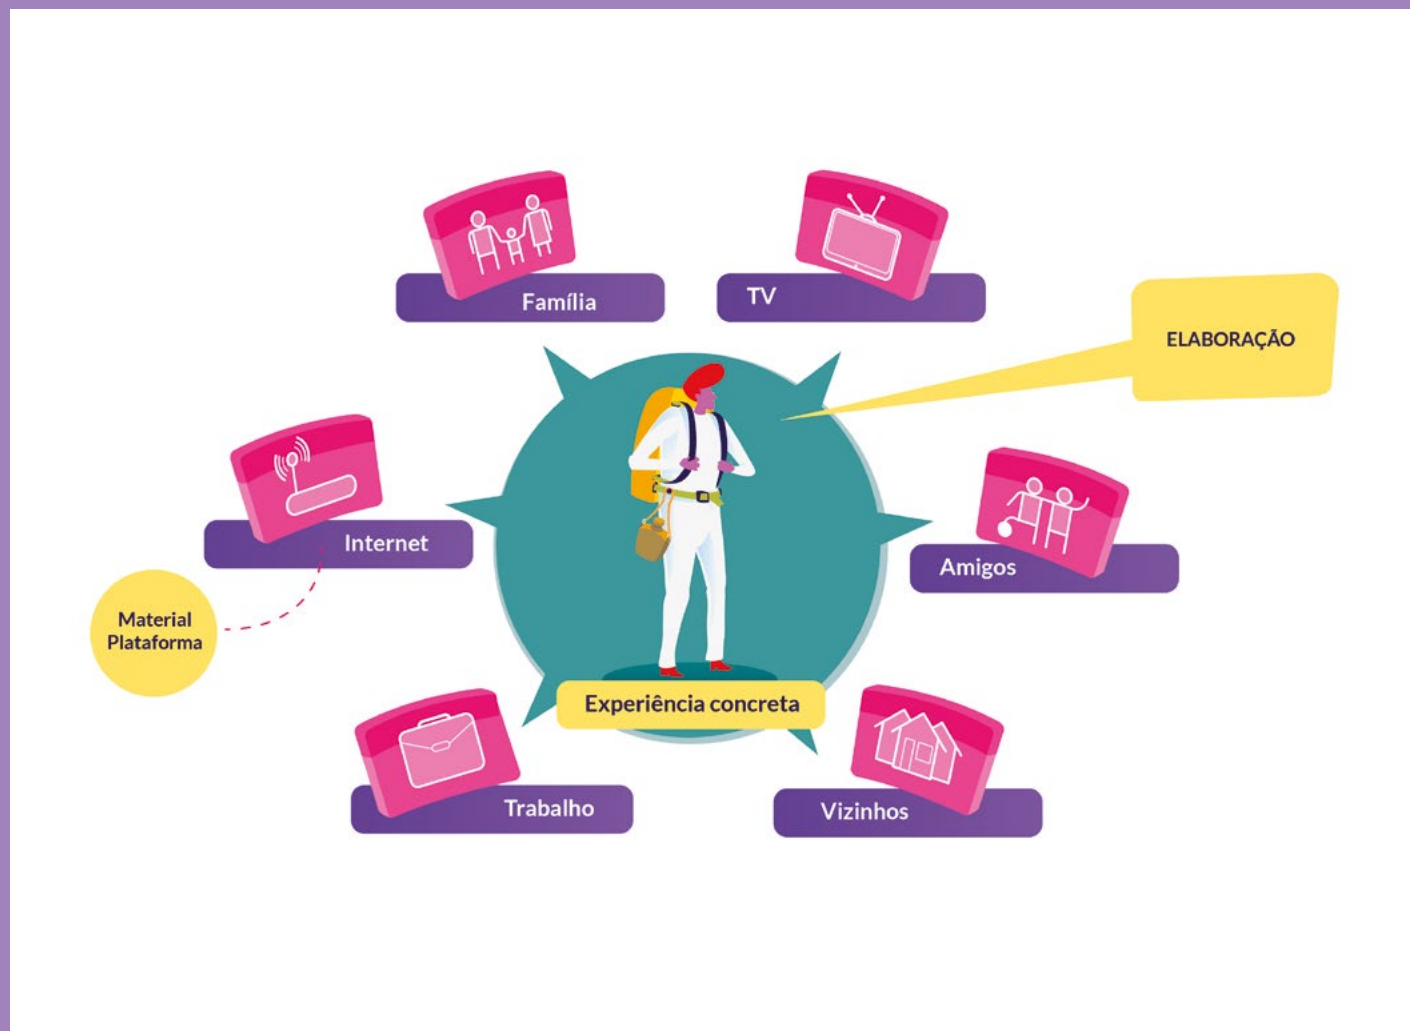 Família
TV
ELABORAÇÃO
Internet
Amigos
Material
Plataforma
Experiência concreta
Trabalho
Vizinhos